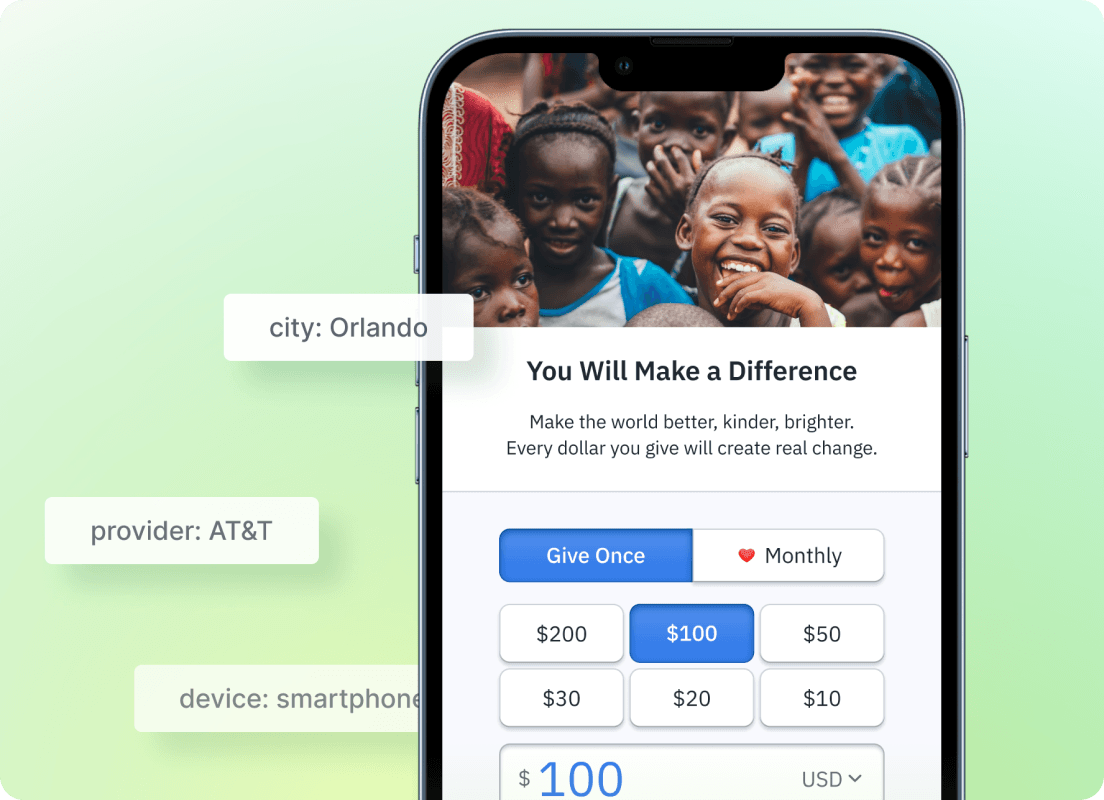 city: Orlando
You Will Make a Difference
Make the world better, kinder, brighter.
Every dollar you give will create real change.
provider: AT&T
Give Once
Monthly
$200
$100
$50
device: smartphone
$30
$20
$10
$ 100
USD